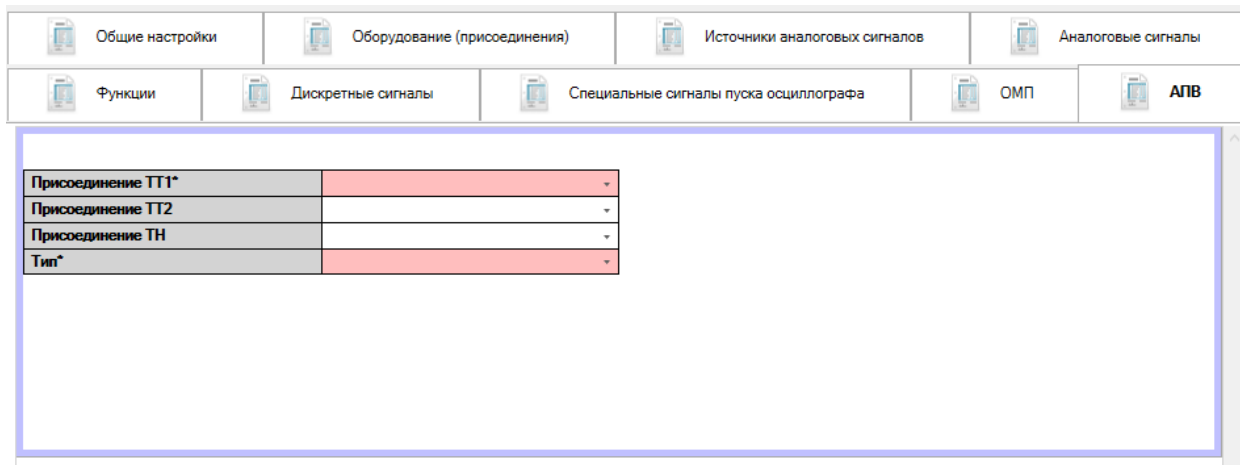 Общие настройки Оборудование (присоединения) Источники аналоговых сигналов Аналоговые сигналы
Функции Дискретные сигналы Специальные сигналы пуска осциллографа ОМП АПВ
Присоединение ТТ1*
Присоединение ТТ2
Присоединение ТН
Тип*